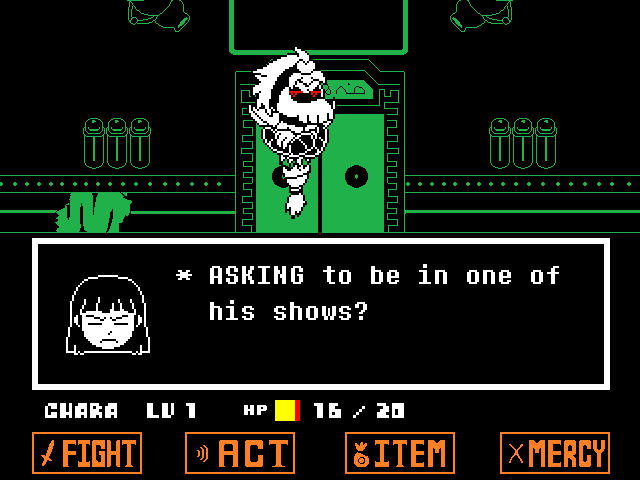 * ASKING to be in one of
his shows?
CHARA LV 1 HP 16 / 20
FIGHT ACT ITEM MERCY